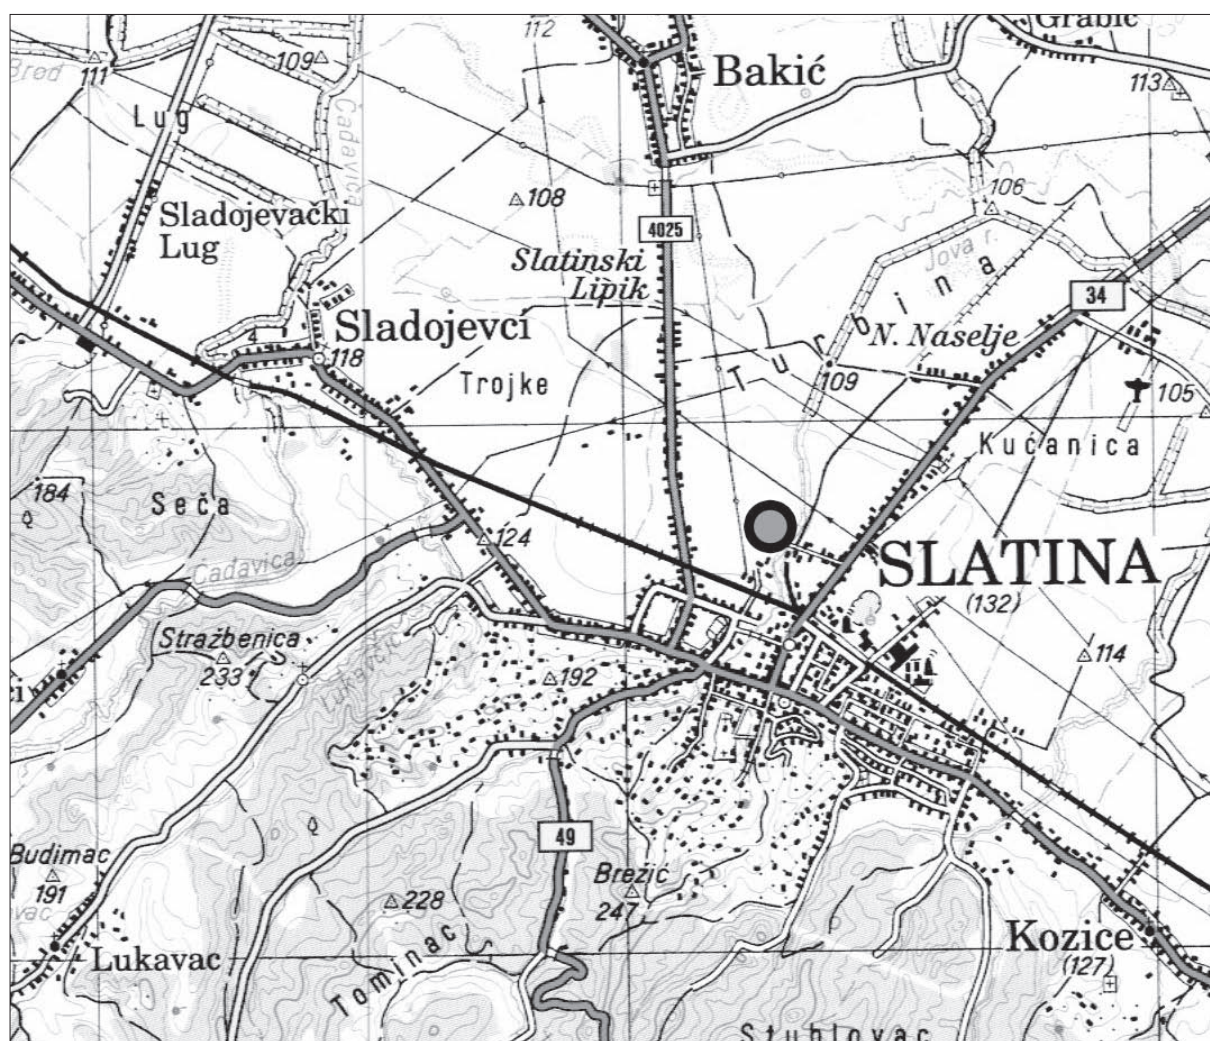 112
Grabić
Brod
111
109
Bakić
113
Lug
Čađavica
108
106
Sladojevački
Lug
4025
Jova r.
Slatinski
Lipik
34
Sladojevci
4
118
N. Naselje
Trojke
Turbina
109
105
Kućanica
184
Seča
124
SLATINA
(132)
Čađavica
Stražbenica
233
Lukavčić
192
114
49
Budimac
191
Brezić
247
228
Kozice
(127)
Lukavac
Tominac
Stublovac